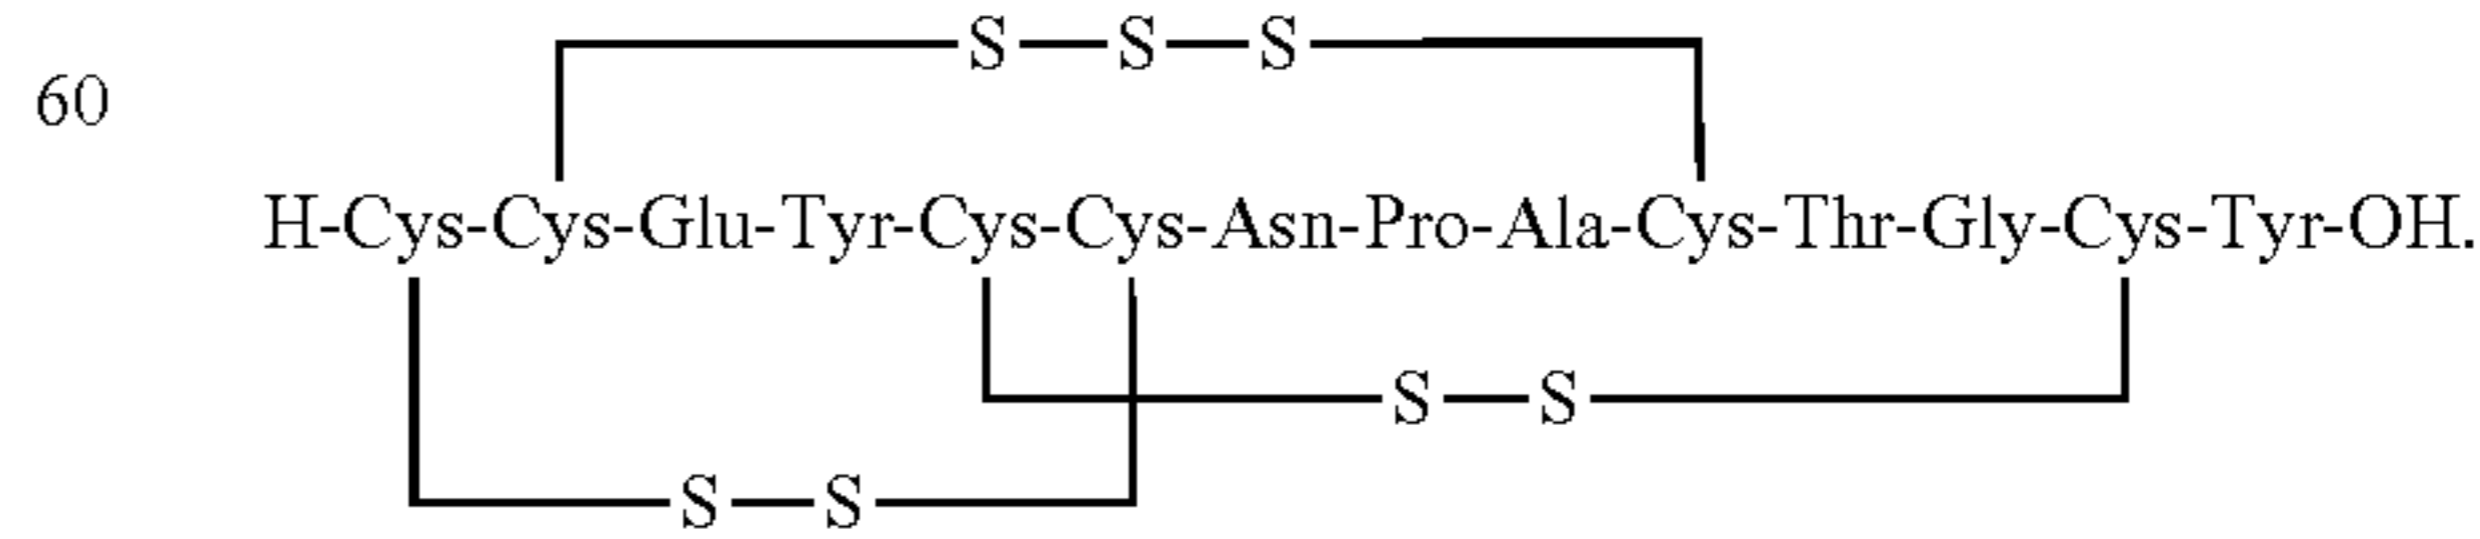 S—S—S
60
H-Cys-Cys-Glu-Tyr-Cys-Cys-Asn-Pro-Ala-Cys-Thr-Gly-Cys-Tyr-OH.
S—S
S—S